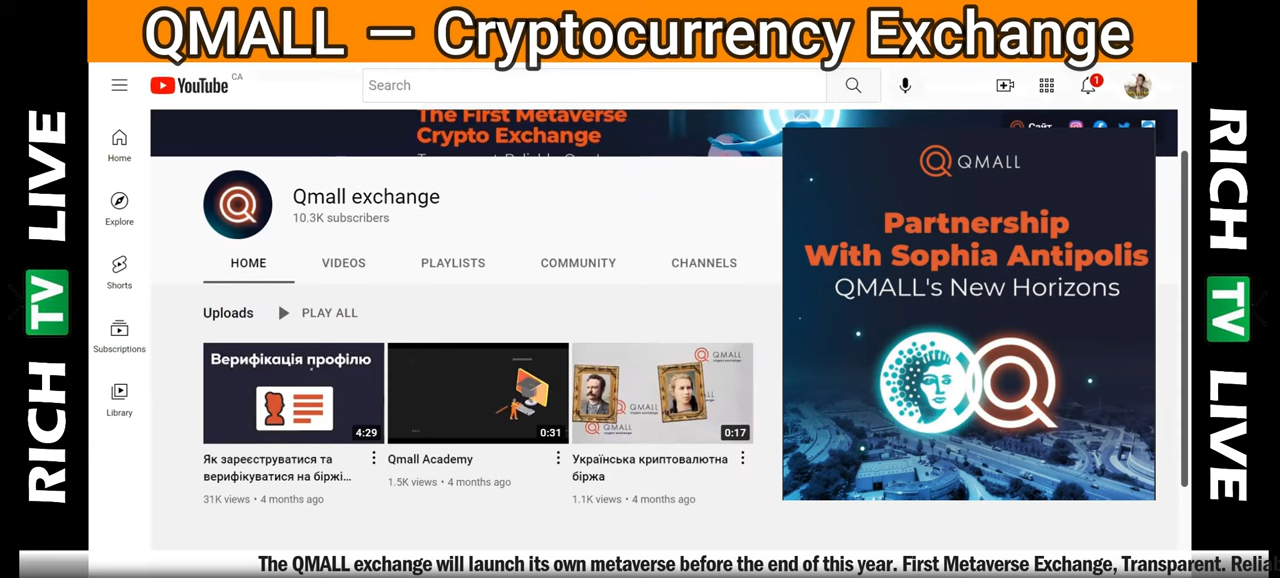 QMALL — Cryptocurrency Exchange
RICH TV LIVE
YouTube CA
Search
1
Home
Explore
Shorts
Subscriptions
Library
The First Metaverse
Crypto Exchange
Сайт
Qmall exchange
10.3K subscribers
HOME VIDEOS PLAYLISTS COMMUNITY CHANNELS
Uploads PLAY ALL
Верифікація профілю
4:29
Як зареєструватися та
верифікуватися на біржі...
31K views • 4 months ago
0:31
Qmall Academy
1.5K views • 4 months ago
QMALL
QMALL
QMALL
0:17
Українська криптовалютна
біржа
1.1K views • 4 months ago
QMALL
Partnership
With Sophia Antipolis
QMALL's New Horizons
RICH TV LIVE
The QMALL exchange will launch its own metaverse before the end of this year. First Metaverse Exchange, Transparent. Relia